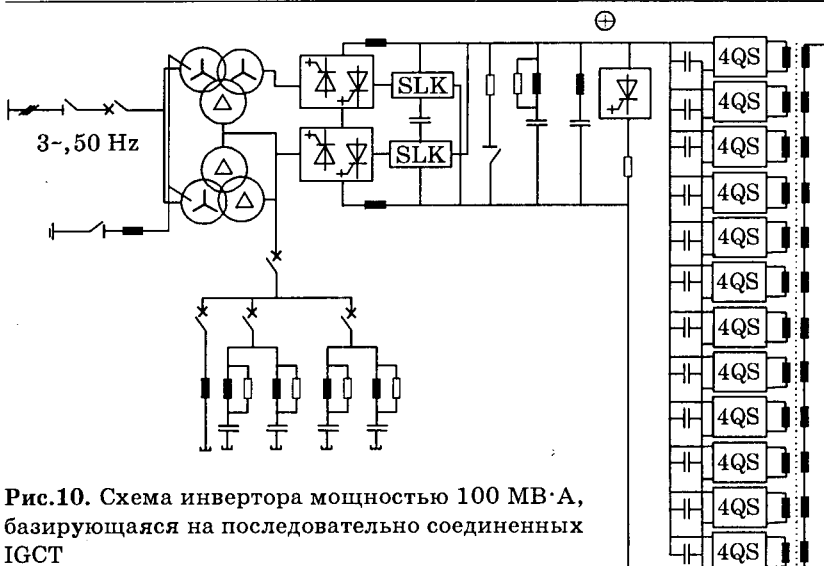 4QS
SLK
4QS
3~, 50 Hz
4QS
SLK
4QS
4QS
4QS
4QS
4QS
4QS
4QS
4QS
4QS
Рис.10. Схема инвертора мощностью 100 МВ·А,
базирующаяся на последовательно соединенных
IGCT